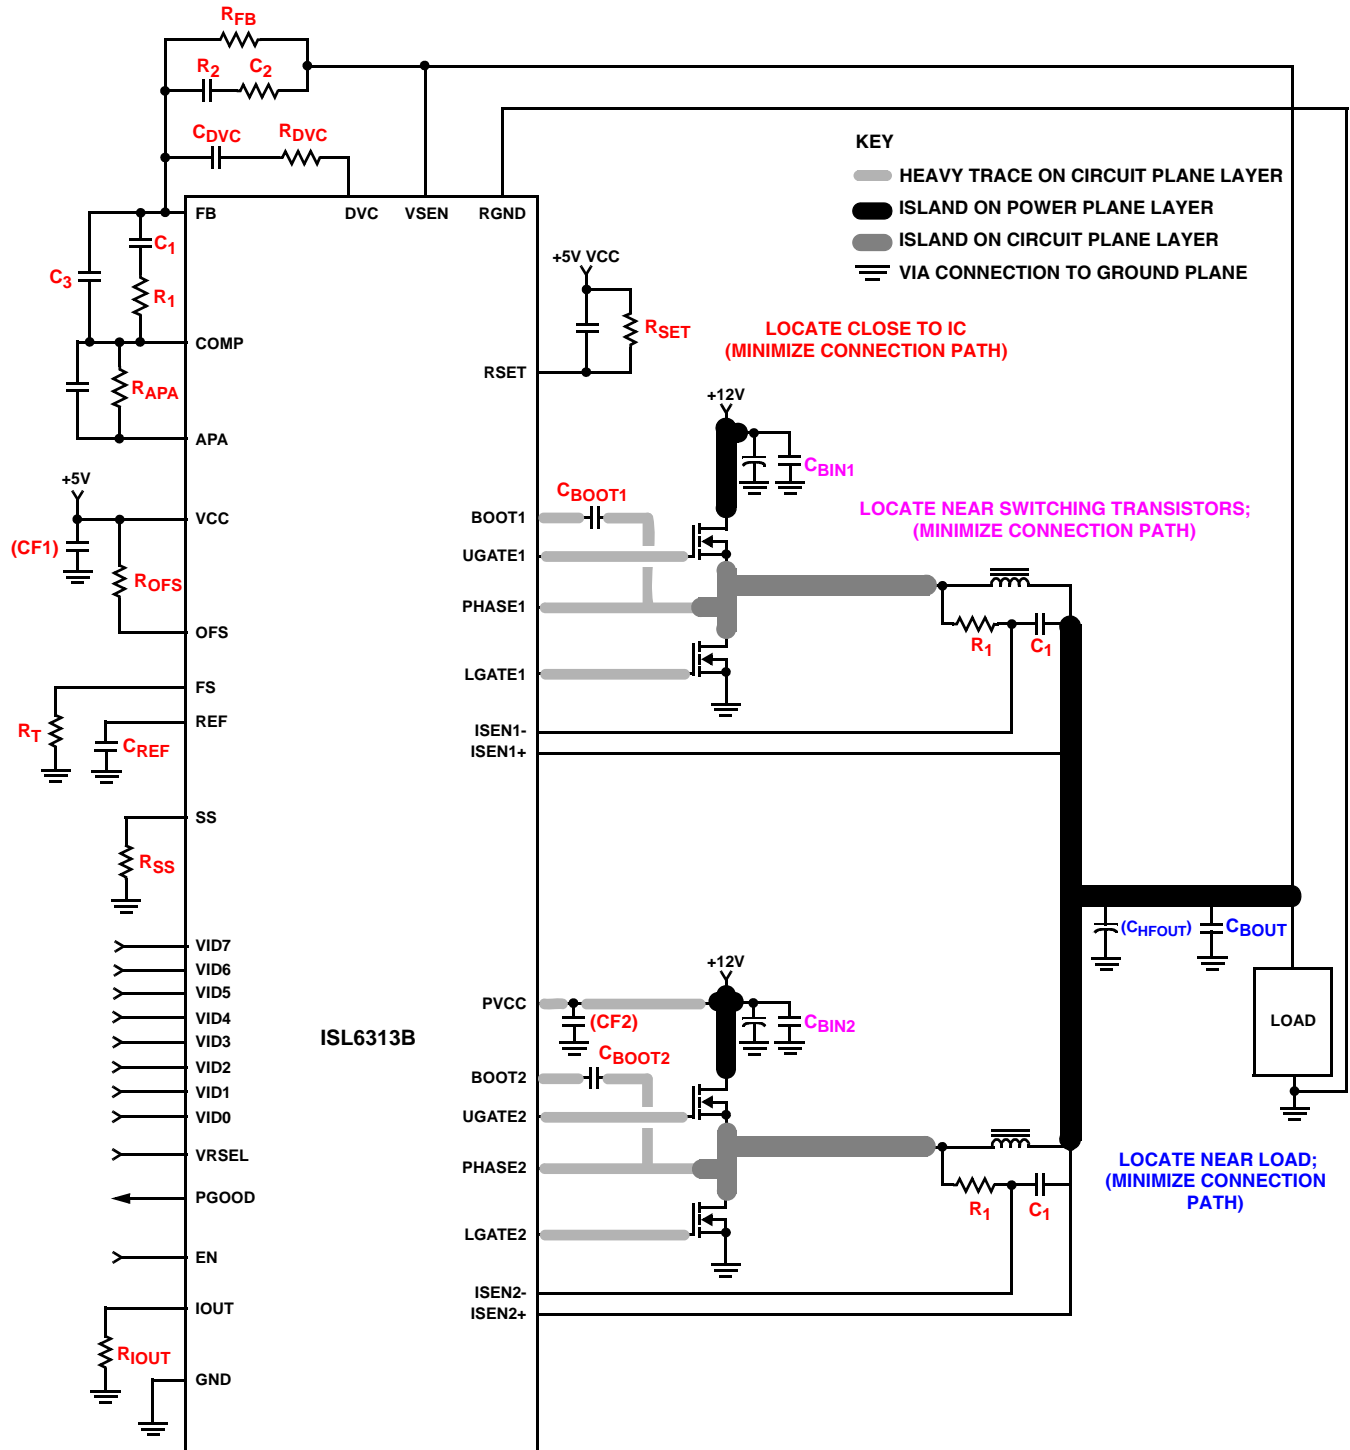 RFB
R2 C2
CDVC RDVC
KEY
HEAVY TRACE ON CIRCUIT PLANE LAYER
ISLAND ON POWER PLANE LAYER
ISLAND ON CIRCUIT PLANE LAYER
VIA CONNECTION TO GROUND PLANE
FB DVC VSEN RGND
C1
C3
R1
+5V VCC
RSET
LOCATE CLOSE TO IC
(MINIMIZE CONNECTION PATH)
COMP
RSET
RAPA
APA
+12V
CBIN1
+5V
VCC
(CF1)
ROFS
OFS
CBOOT1
BOOT1
LOCATE NEAR SWITCHING TRANSISTORS;
(MINIMIZE CONNECTION PATH)
UGATE1
PHASE1
R1 C1
LGATE1
FS
REF
RT
CREF
ISEN1-
ISEN1+
SS
RSS
(CHFOUT) CBOUT
VID7
VID6
VID5
VID4
VID3
VID2
VID1
VID0
VRSEL
PGOOD
EN
IOUT
RIOUT
GND
ISL6313B
+12V
PVCC
(CF2)
CBIN2
LOAD
CBOOT2
BOOT2
UGATE2
PHASE2
R1 C1
LOCATE NEAR LOAD;
(MINIMIZE CONNECTION
PATH)
LGATE2
ISEN2-
ISEN2+